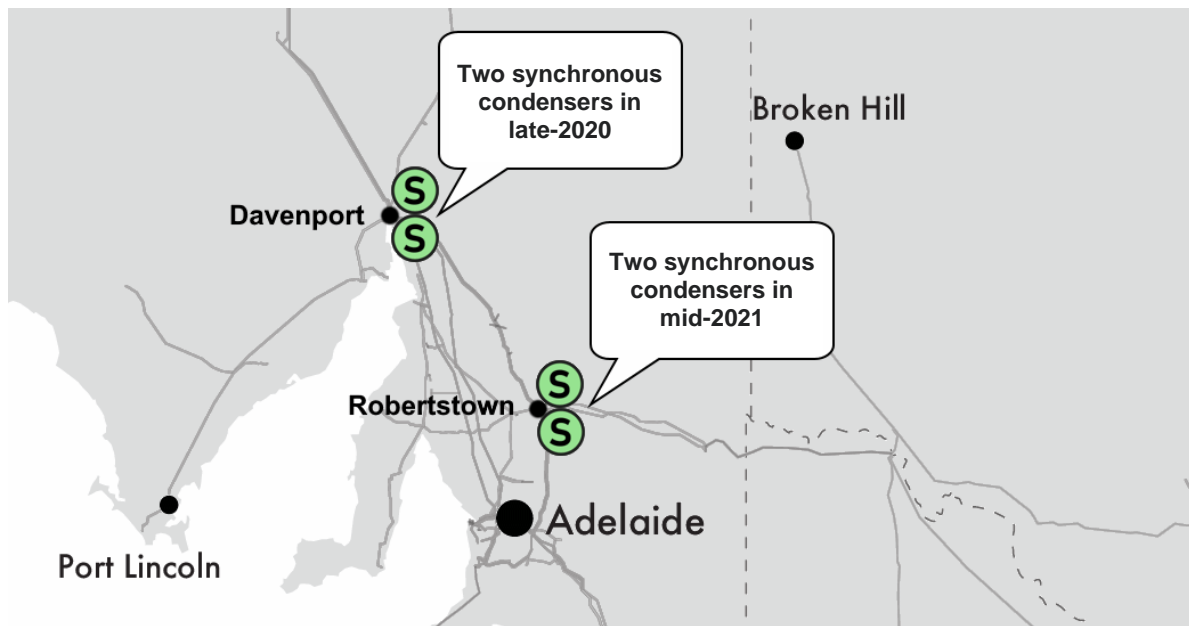 Two synchronous
condensers in
late-2020
Broken Hill
S
Davenport
S
Two synchronous
condensers in
mid-2021
S
Robertstown
S
Adelaide
Port Lincoln